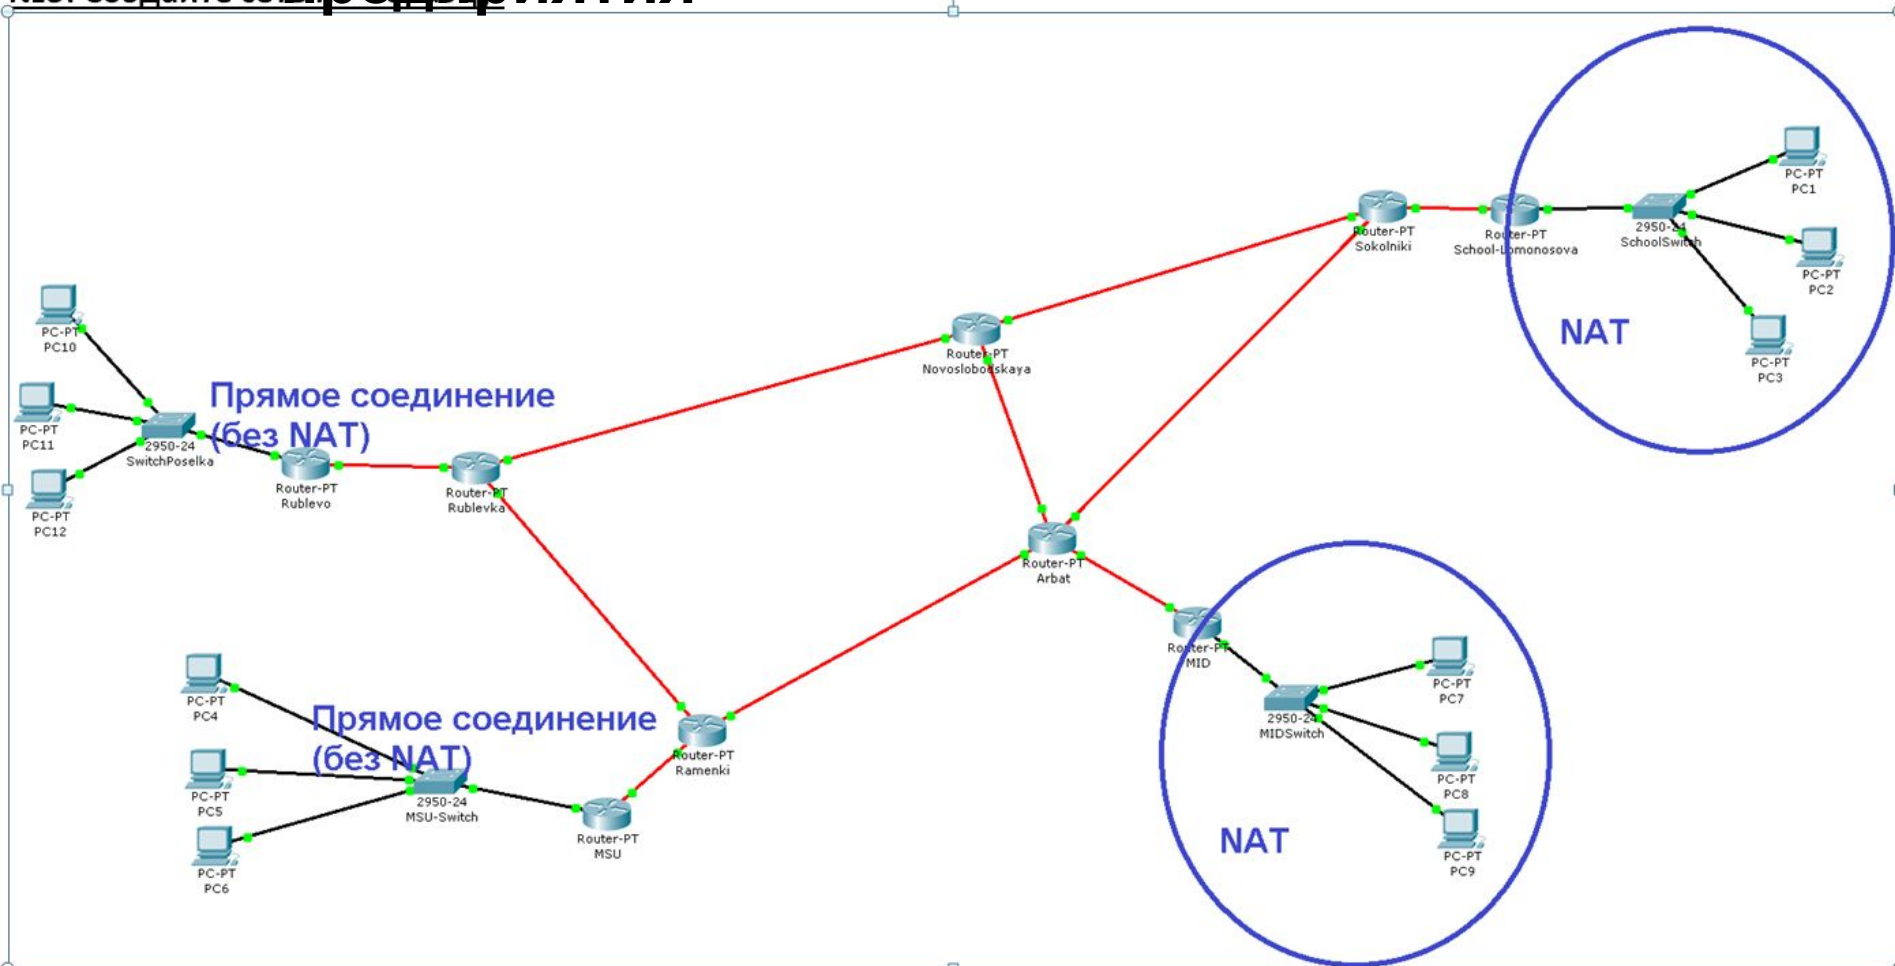 PC-PT
PC1
PC-PT
PC2
PC-PT
PC3
Router-PT
Sokolniki
Router-PT
School-Lomonosova
2950-24
SchoolSwitch
NAT
PC-PT
PC10
PC-PT
PC11
PC-PT
PC12
2950-24
SwitchPoselka
Прямое соединение
(без NAT)
Router-PT
Rublevo
Router-PT
Rublevka
Router-PT
Novoslobodskaya
Router-PT
Arbat
Router-PT
MID
2950-24
MIDSwitch
PC-PT
PC7
PC-PT
PC8
PC-PT
PC9
NAT
PC-PT
PC4
PC-PT
PC5
PC-PT
PC6
Прямое соединение
(без NAT)
2950-24
MSU-Switch
Router-PT
MSU
Router-PT
Ramenki